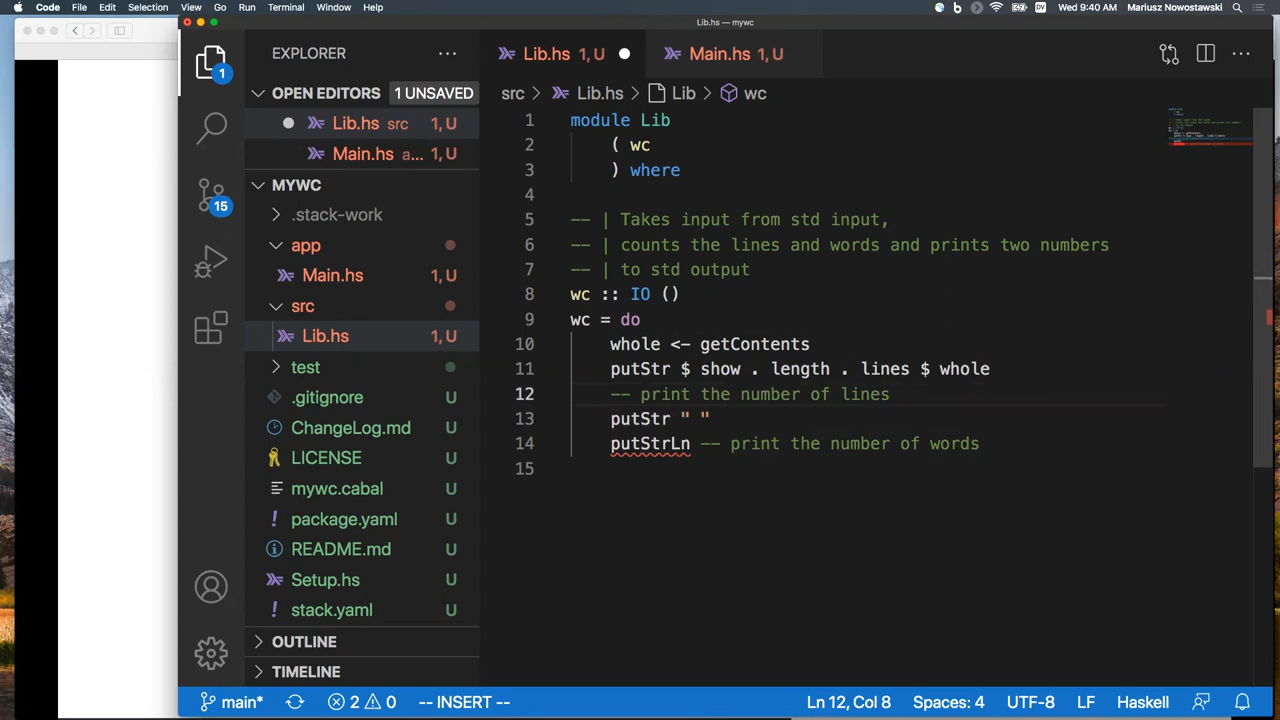 Code File Edit Selection View Go Run Terminal Window Help
DV Wed 9:40 AM Mariusz Nowostawski
Lib.hs — mywc
EXPLORER
Lib.hs 1, U
Main.hs 1, U
OPEN EDITORS 1 UNSAVED
Lib.hs src 1, U
Main.hs a... 1, U
src > Lib.hs > Lib > wc
MYWC
.stack-work
app
Main.hs 1, U
src
Lib.hs 1, U
test
.gitignore U
ChangeLog.md U
LICENSE U
mywc.cabal U
package.yaml U
README.md U
Setup.hs U
stack.yaml U
OUTLINE
TIMELINE
1
15
1 module Lib
2 ( wc
3 ) where
4
5 -- | Takes input from std input,
6 -- | counts the lines and words and prints two numbers
7 -- | to std output
8 wc :: IO ()
9 wc = do
10 whole <- getContents
11 putStr $ show . length . lines $ whole
12 -- print the number of lines
13 putStr " "
14 putStrLn -- print the number of words
15
main* 2 0 -- INSERT -- Ln 12, Col 8 Spaces: 4 UTF-8 LF Haskell